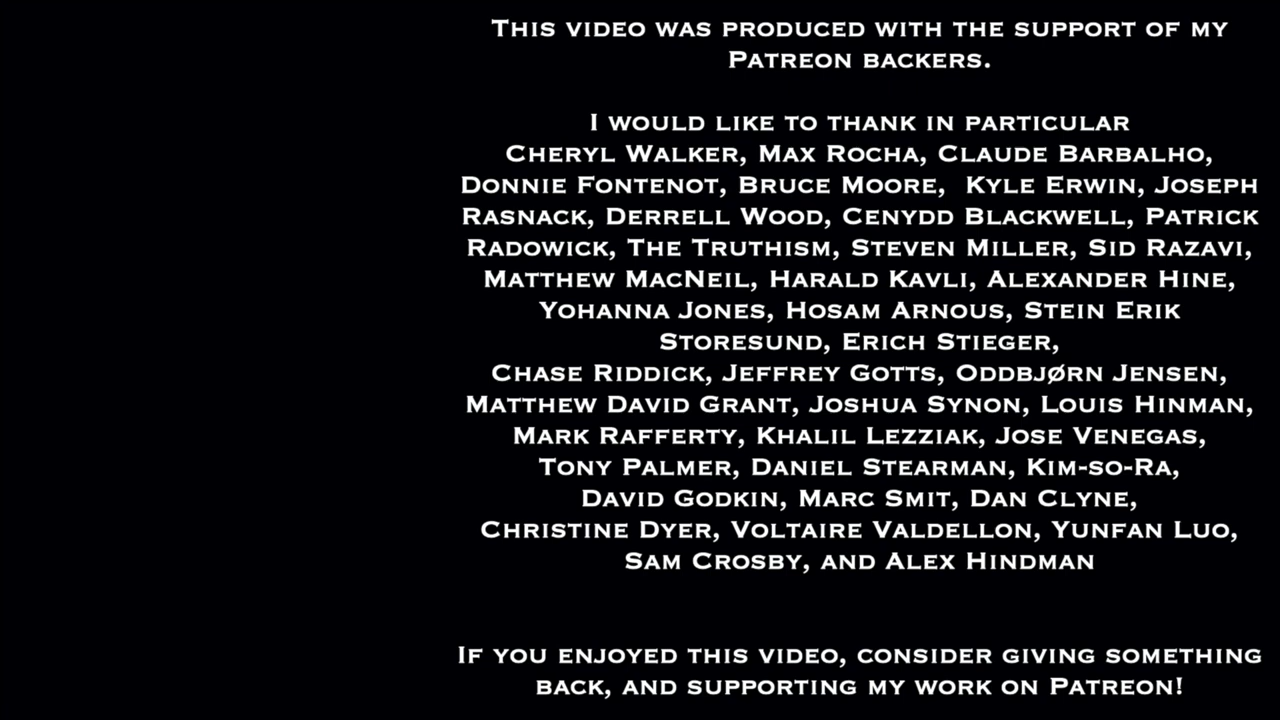 This video was produced with the support of my
Patreon backers.
I would like to thank in particular
Cheryl Walker, Max Rocha, Claude Barbalho,
Donnie Fontenot, Bruce Moore,  Kyle Erwin, Joseph
Rasnack, Derrell Wood, Cenydd Blackwell, Patrick
Radowick, The Truthism, Steven Miller, Sid Razavi,
Matthew MacNeil, Harald Kavli, Alexander Hine,
Yohanna Jones, Hosam Arnous, Stein Erik
Storesund, Erich Stieger,
Chase Riddick, Jeffrey Gotts, Oddbjørn Jensen,
Matthew David Grant, Joshua Synon, Louis Hinman,
Mark Rafferty, Khalil Lezziak, Jose Venegas,
Tony Palmer, Daniel Stearman, Kim-so-Ra,
David Godkin, Marc Smit, Dan Clyne,
Christine Dyer, Voltaire Valdellon, Yunfan Luo,
Sam Crosby, and Alex Hindman
If you enjoyed this video, consider giving something
back, and supporting my work on Patreon!